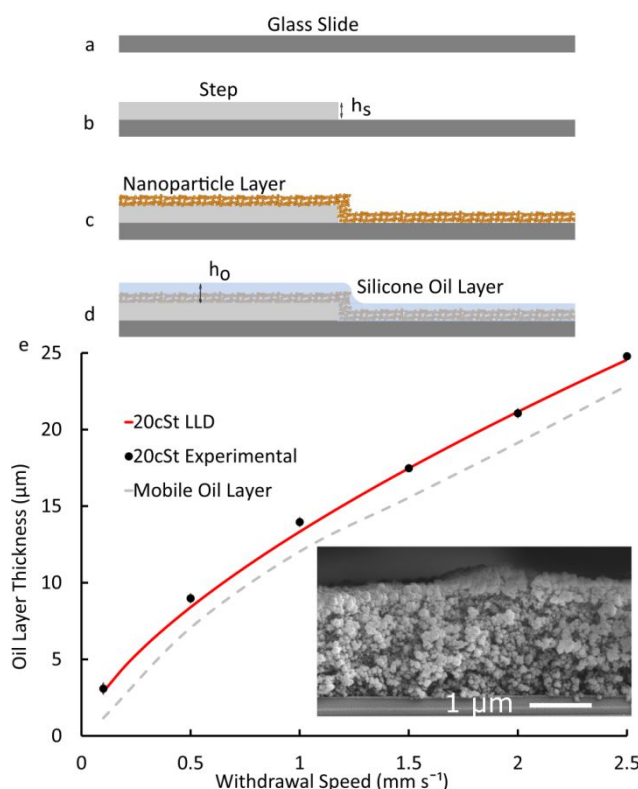 Glass Slide
a
Step
b
hs
Nanoparticle Layer
c
ho
Silicone Oil Layer
d
e
25
20
15
10
5
0
Oil Layer Thickness (µm)
20cSt LLD
20cSt Experimental
Mobile Oil Layer
1 µm
0
0.5
1
1.5
2
2.5
Withdrawal Speed (mm s⁻¹)